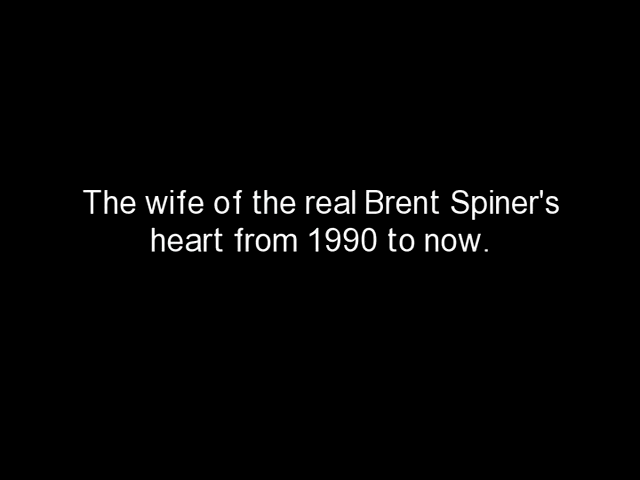 The wife of the real Brent Spiner's
heart from 1990 to now.